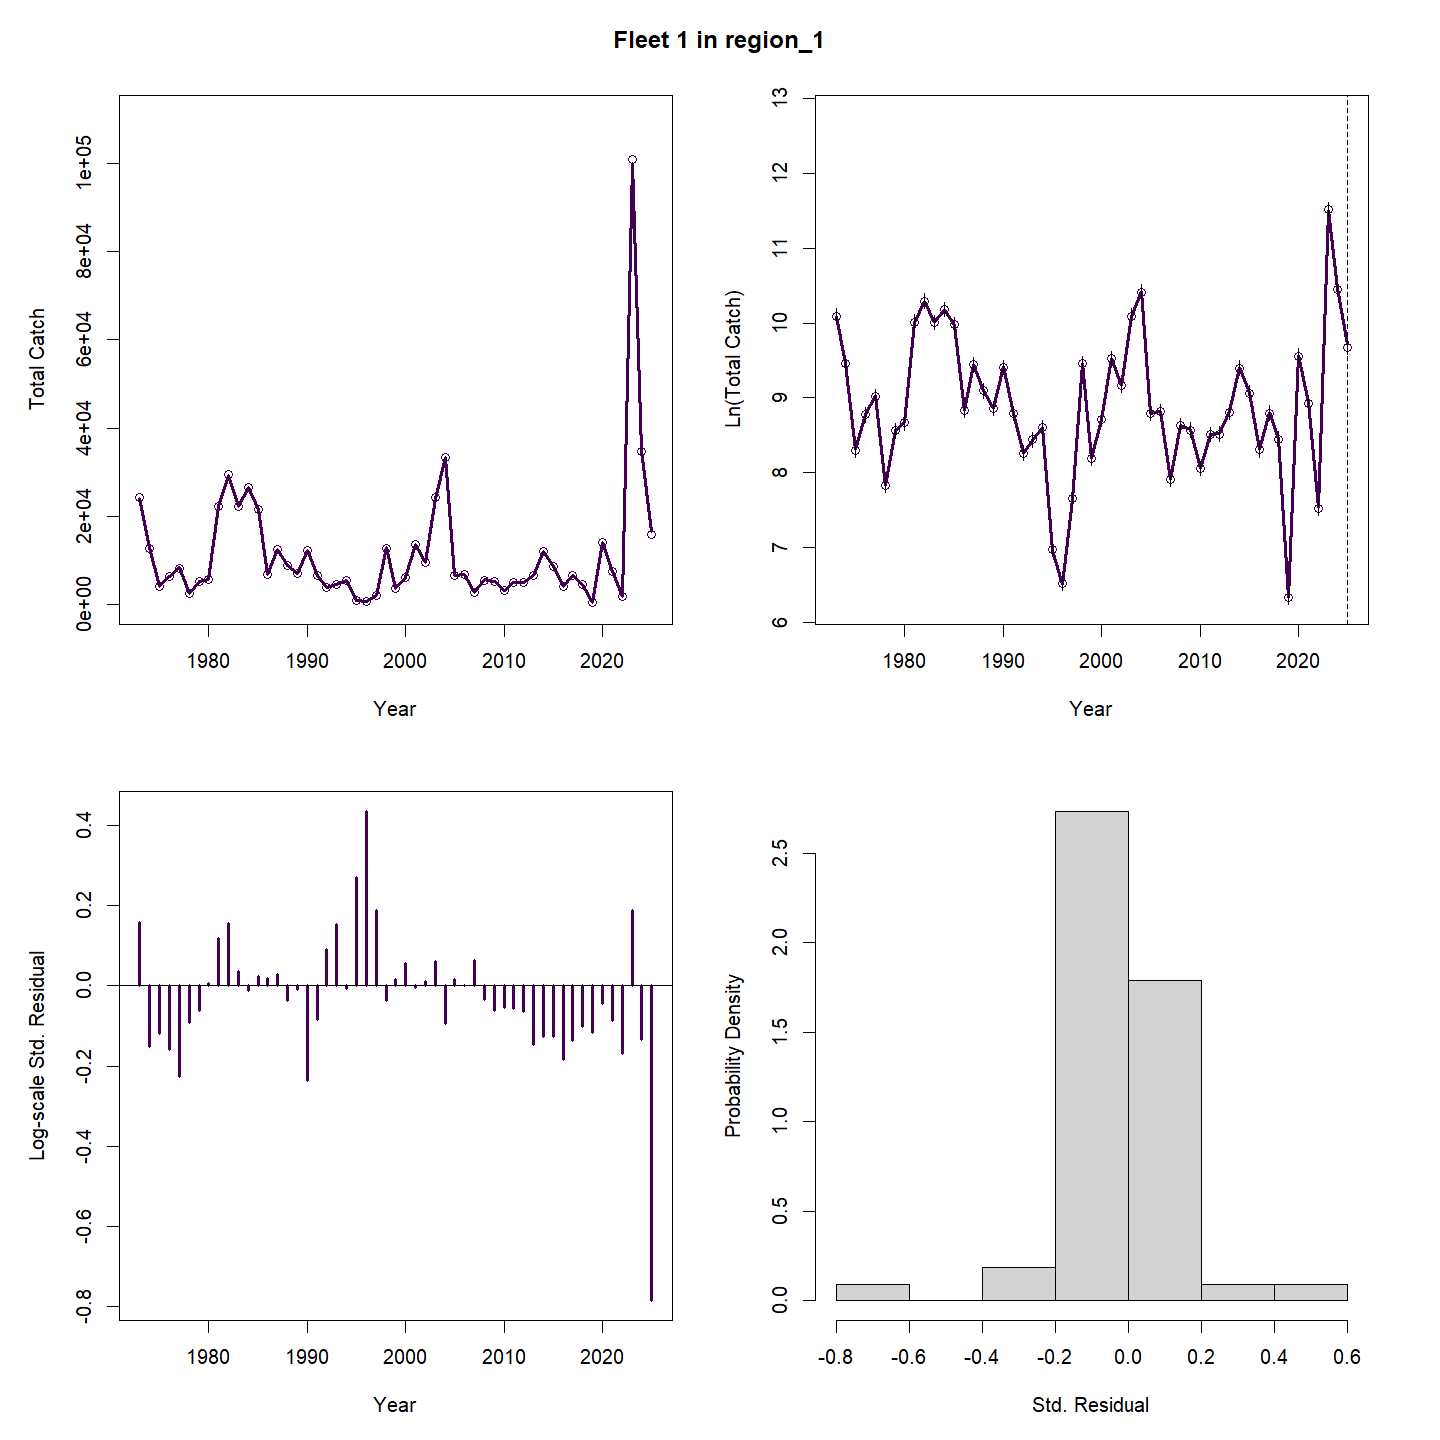 Fleet 1 in region_1
Total Catch
0e+00 2e+04 4e+04 6e+04 8e+04 1e+05
1980 1990 2000 2010 2020
Year
Ln(Total Catch)
6 7 8 9 10 11 12 13
1980 1990 2000 2010 2020
Year
Log-scale Std. Residual
-0.8 -0.6 -0.4 -0.2 0.0 0.2 0.4
1980 1990 2000 2010 2020
Year
Probability Density
0.0 0.5 1.0 1.5 2.0 2.5
-0.8 -0.6 -0.4 -0.2 0.0 0.2 0.4 0.6
Std. Residual